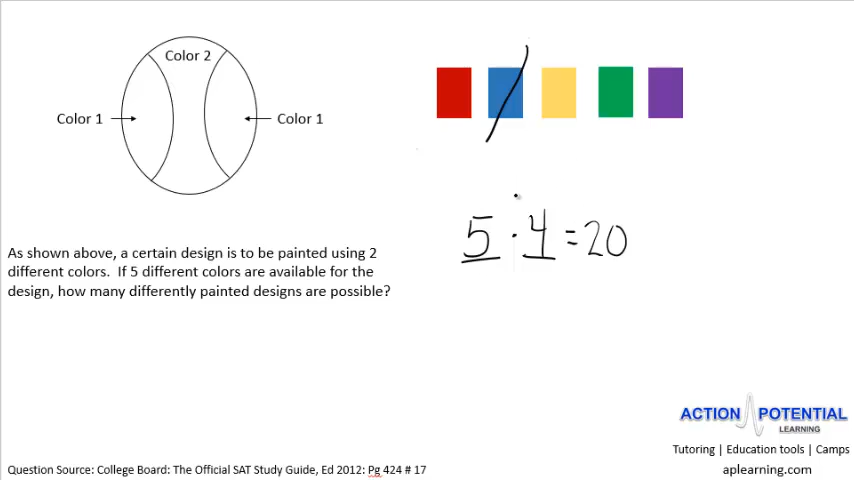 Color 2
Color 1
Color 1
5 · 4 = 20
As shown above, a certain design is to be painted using 2
different colors. If 5 different colors are available for the
design, how many differently painted designs are possible?
ACTION POTENTIAL
LEARNING
Tutoring | Education tools | Camps
aplearning.com
Question Source: College Board: The Official SAT Study Guide, Ed 2012: Pg 424 # 17